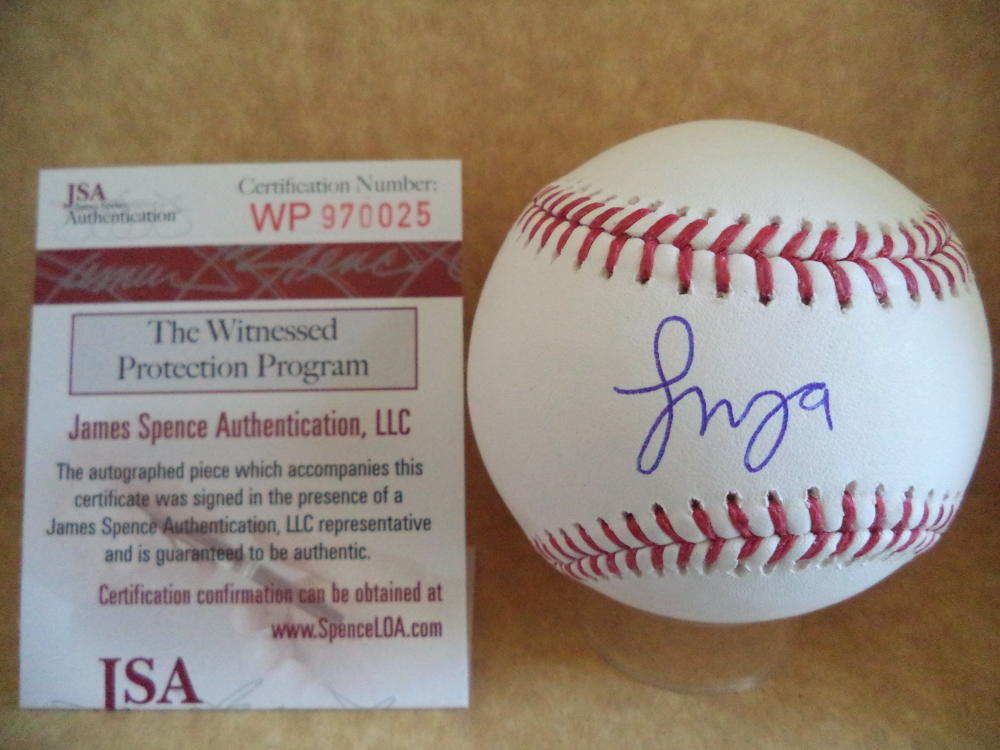 JSA
James Spence
Authentication
Certification Number:
WP 970025
The Witnessed
Protection Program
James Spence Authentication, LLC
The autographed piece which accompanies this
certificate was signed in the presence of a
James Spence Authentication, LLC representative
and is guaranteed to be authentic.
Certification confirmation can be obtained at
www.SpenceLOA.com
JSA